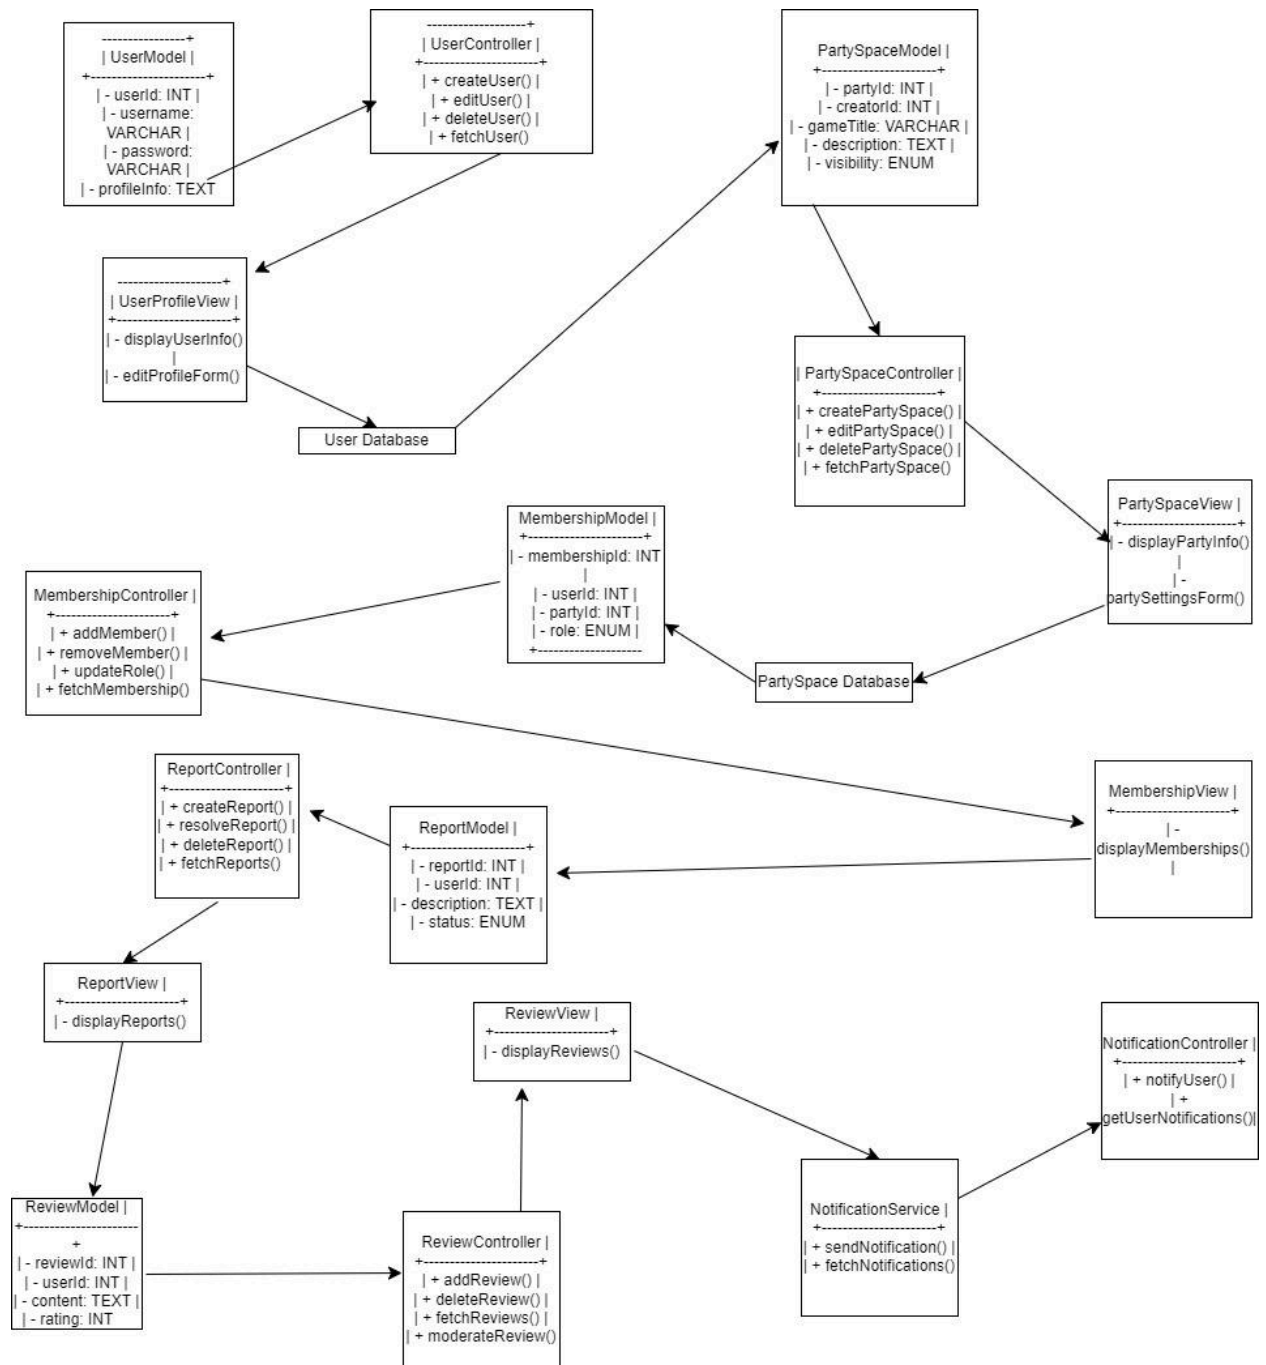 ----------------+
| UserModel |
+----------------------+
| - userId: INT |
| - username:
VARCHAR |
| - password:
VARCHAR |
| - profileInfo: TEXT
-------------------+
| UserController |
+-----------------------+
| + createUser() |
| + editUser() |
| + deleteUser() |
| + fetchUser()
PartySpaceModel |
+----------------------+
| - partyId: INT |
| - creatorId: INT |
| - gameTitle: VARCHAR |
| - description: TEXT |
| - visibility: ENUM
--------------------+
| UserProfileView |
+----------------------+
| - displayUserInfo()
|
| - editProfileForm()
User Database
| PartySpaceController |
+----------------------+
| + createPartySpace() |
| + editPartySpace() |
| + deletePartySpace() |
| + fetchPartySpace()
PartySpaceView |
+----------------------+
| - displayPartyInfo()
|
| -
partySettingsForm()
MembershipModel |
+----------------------+
| - membershipId: INT
|
| - userId: INT |
| - partyId: INT |
| - role: ENUM |
+--------------------
MembershipController |
+----------------------+
| + addMember() |
| + removeMember() |
| + updateRole() |
| + fetchMembership()
PartySpace Database
ReportController |
+----------------------+
| + createReport() |
| + resolveReport() |
| + deleteReport() |
| + fetchReports()
ReportModel |
+-----------------------+
| - reportId: INT |
| - userId: INT |
| - description: TEXT |
| - status: ENUM
MembershipView |
+----------------------+
| -
displayMemberships()
|
ReportView |
+----------------------+
| - displayReports()
ReviewView |
+----------------------+
| - displayReviews()
NotificationController |
+----------------------+
| + notifyUser() |
| +
getUserNotifications()|
ReviewModel |
+----------------------
+
| - reviewId: INT |
| - userId: INT |
| - content: TEXT |
| - rating: INT
ReviewController |
+----------------------+
| + addReview() |
| + deleteReview() |
| + fetchReviews() |
| + moderateReview()
NotificationService |
+----------------------+
| + sendNotification() |
| + fetchNotifications()